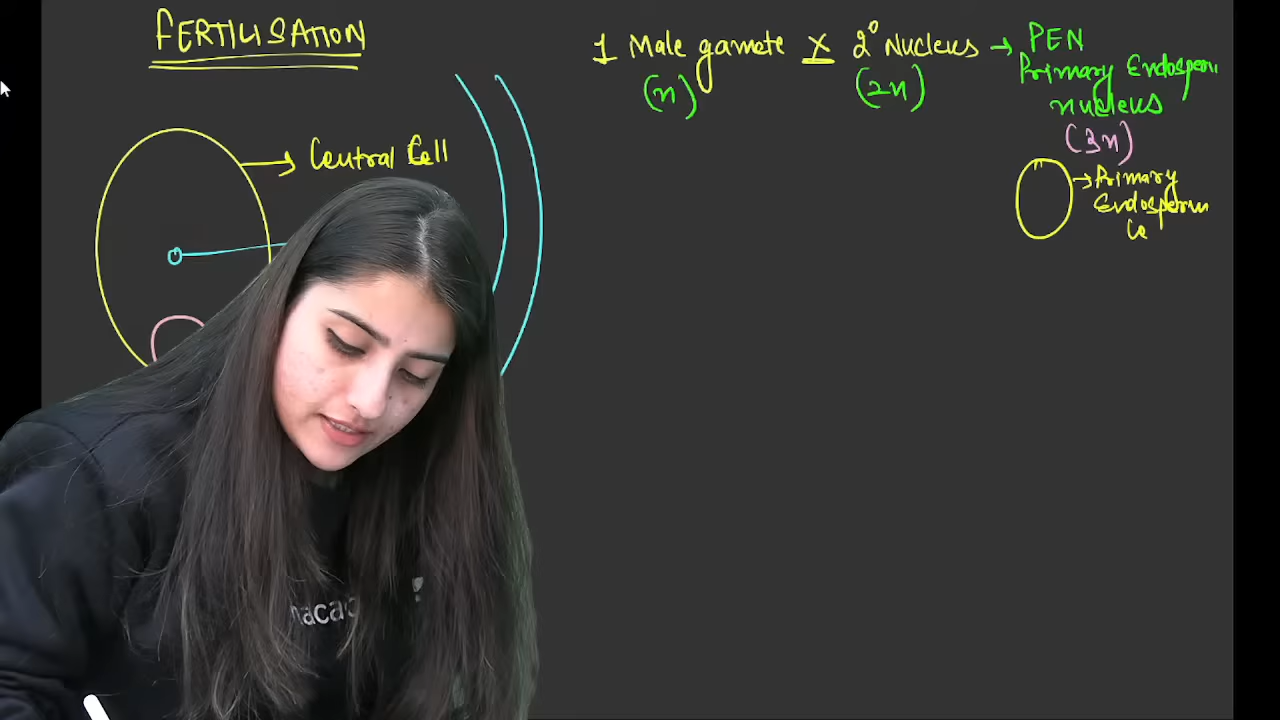 FERTILISATION
1 Male gamete X 2° Nucleus → PEN
(n) (2n)
Primary Endosperm
nucleus
(3n)
→ Central Cell
→ Primary
Endosperm
Ce